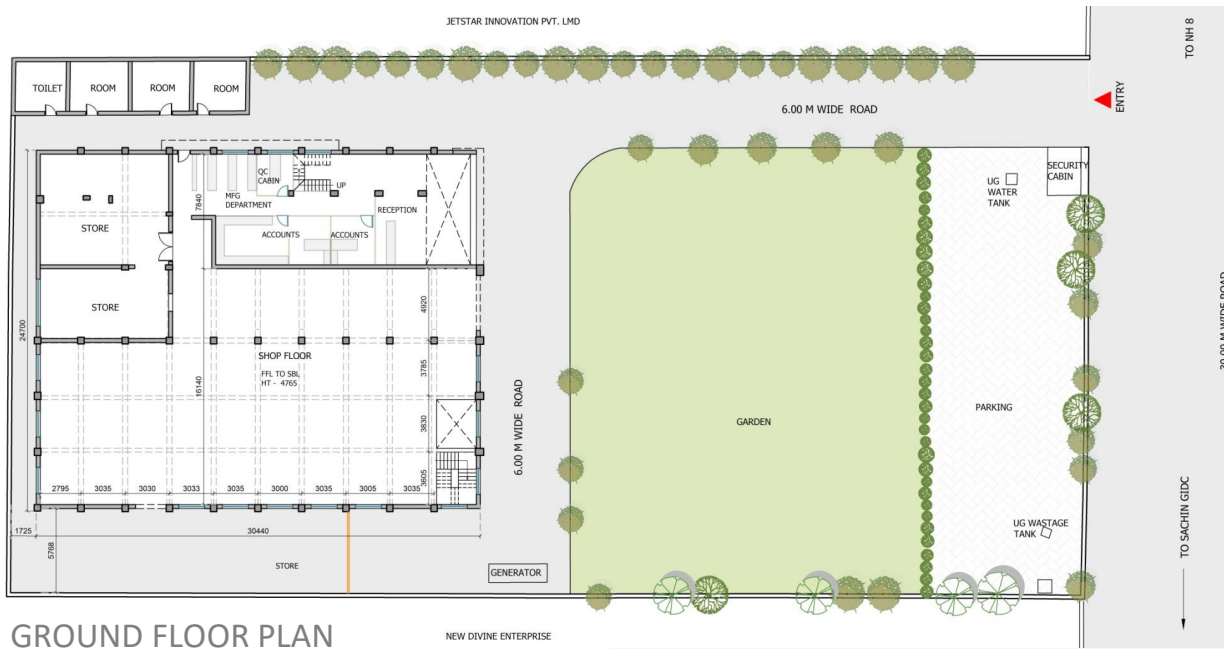 JETSTAR INNOVATION PVT. LMD
TO NH 8
TOILET
ROOM
ROOM
ROOM
6.00 M WIDE ROAD
ENTRY
QC
CABIN
UP
MFG
DEPARTMENT
7840
RECEPTION
STORE
ACCOUNTS
ACCOUNTS
SECURITY
CABIN
UG
WATER
TANK
STORE
4920
24700
SHOP FLOOR
FFL TO SBL
HT - 4765
16140
3785
30.00 M WIDE ROAD
6.00 M WIDE ROAD
GARDEN
PARKING
3830
3605
2795
3035
3030
3033
3035
3000
3035
3005
3035
1725
30440
5768
STORE
GENERATOR
UG WASTAGE
TANK
TO SACHIN GIDC
GROUND FLOOR PLAN
NEW DIVINE ENTERPRISE